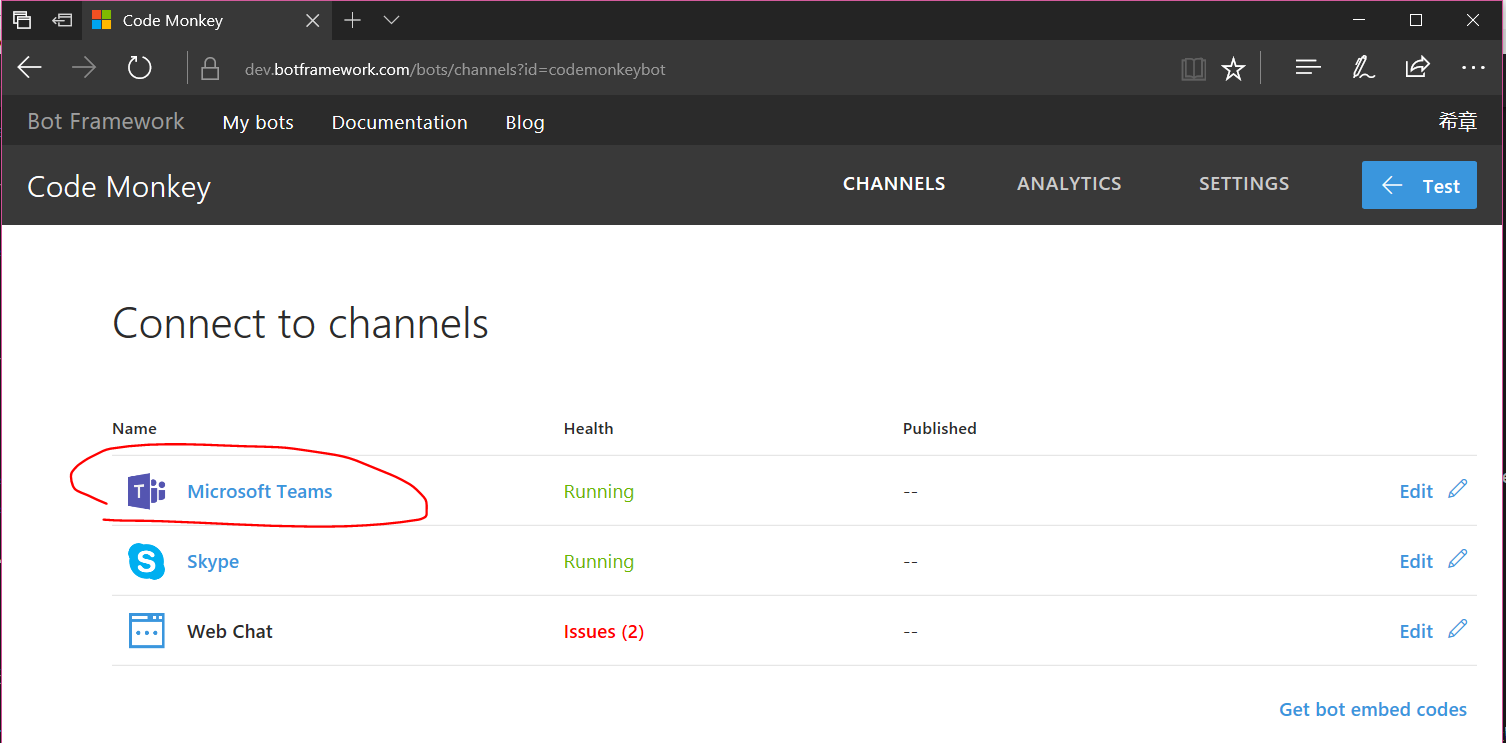 Code Monkey
dev.botframework.com/bots/channels?id=codemonkeybot
Bot Framework My bots Documentation Blog 希章
Code Monkey CHANNELS ANALYTICS SETTINGS Test
Connect to channels
Name Health Published
T Microsoft Teams Running -- Edit
S Skype Running -- Edit
Web Chat Issues (2) -- Edit
Get bot embed codes